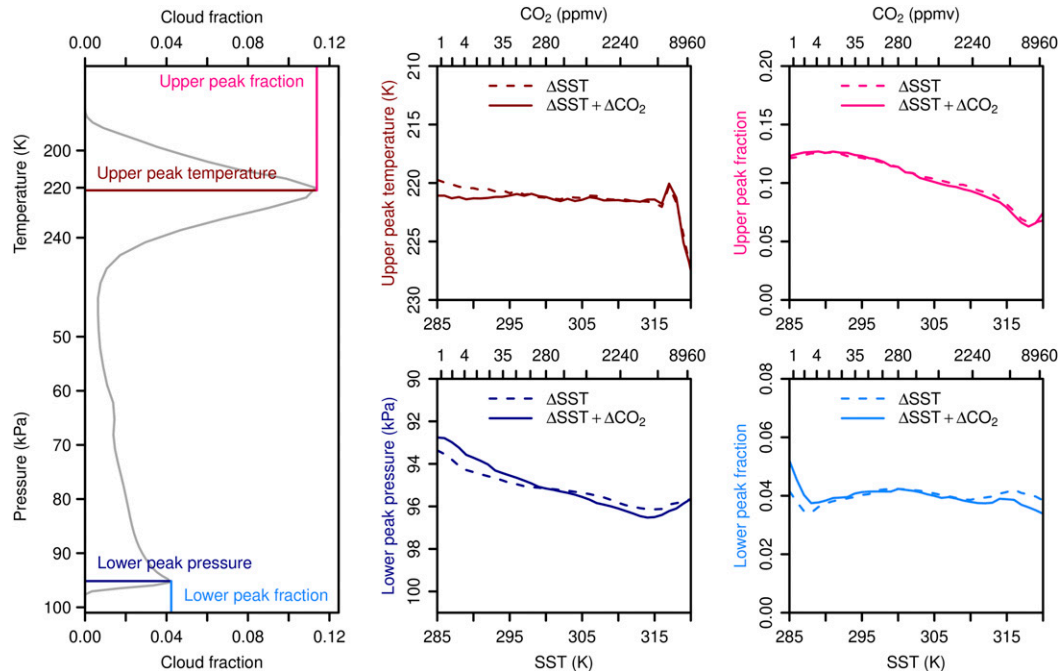 Cloud fraction
0.00 0.04 0.08 0.12
Upper peak fraction
Upper peak temperature
Temperature (K)
200
220
240
Pressure (kPa)
50
60
70
80
90
100
Lower peak pressure
Lower peak fraction
0.00 0.04 0.08 0.12
Cloud fraction
CO2 (ppmv)
1 4 35 280 2240 8960
ΔSST
ΔSST + ΔCO2
Upper peak temperature (K)
210
215
220
225
230
285 295 305 315
CO2 (ppmv)
1 4 35 280 2240 8960
ΔSST
ΔSST + ΔCO2
Upper peak fraction
0.20
0.15
0.10
0.05
0.00
285 295 305 315
1 4 35 280 2240 8960
ΔSST
ΔSST + ΔCO2
Lower peak pressure (kPa)
90
92
94
96
98
100
285 295 305 315
SST (K)
1 4 35 280 2240 8960
ΔSST
ΔSST + ΔCO2
Lower peak fraction
0.08
0.06
0.04
0.02
0.00
285 295 305 315
SST (K)